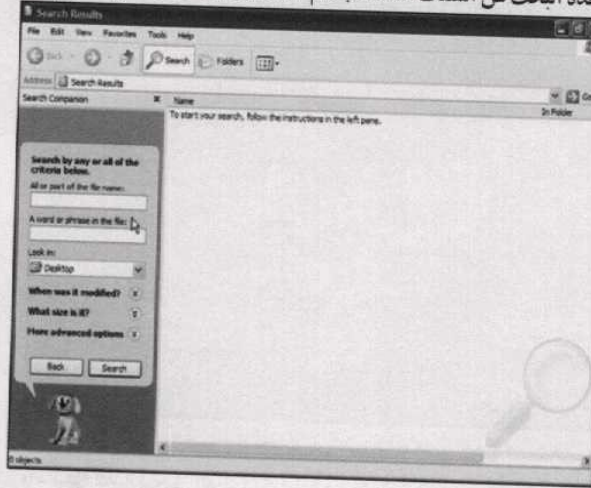 Search Results
File Edit View Favorites Tools Help
Back Search Folders
Address Search Results Go
Search Companion Name In Folder
To start your search, follow the instructions in the left pane.
Search by any or all of the
criteria below.
All or part of the file name:
A word or phrase in the file:
Look in:
Desktop
When was it modified?
What size is it?
More advanced options
Back Search
0 objects